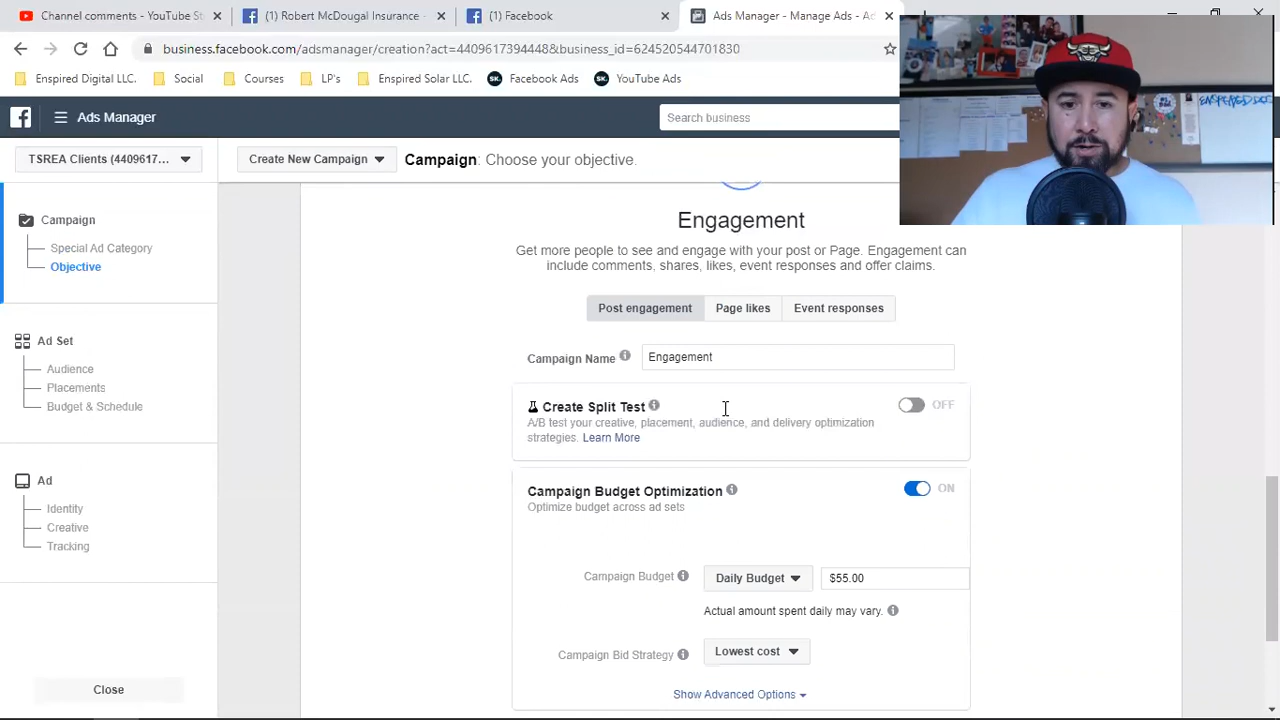 Channel comments - YouTube S
(1) Robert McDougal Insurance
(1) Facebook
Ads Manager - Manage Ads - A
business.facebook.com/adsmanager/creation?act=4409617394448&business_id=624520544701830
Enspired Digital LLC.
Social
Cours
LP's
Enspired Solar LLC.
Facebook Ads
YouTube Ads
Ads Manager
Search business
TSREA Clients (4409617...
Create New Campaign
Campaign: Choose your objective.
Campaign
Special Ad Category
Objective
Ad Set
Audience
Placements
Budget & Schedule
Ad
Identity
Creative
Tracking
Close
Engagement
Get more people to see and engage with your post or Page. Engagement can
include comments, shares, likes, event responses and offer claims.
Post engagement
Page likes
Event responses
Campaign Name
Engagement
Create Split Test
OFF
A/B test your creative, placement, audience, and delivery optimization
strategies. Learn More
Campaign Budget Optimization
ON
Optimize budget across ad sets
Campaign Budget
Daily Budget
$55.00
Actual amount spent daily may vary.
Campaign Bid Strategy
Lowest cost
Show Advanced Options